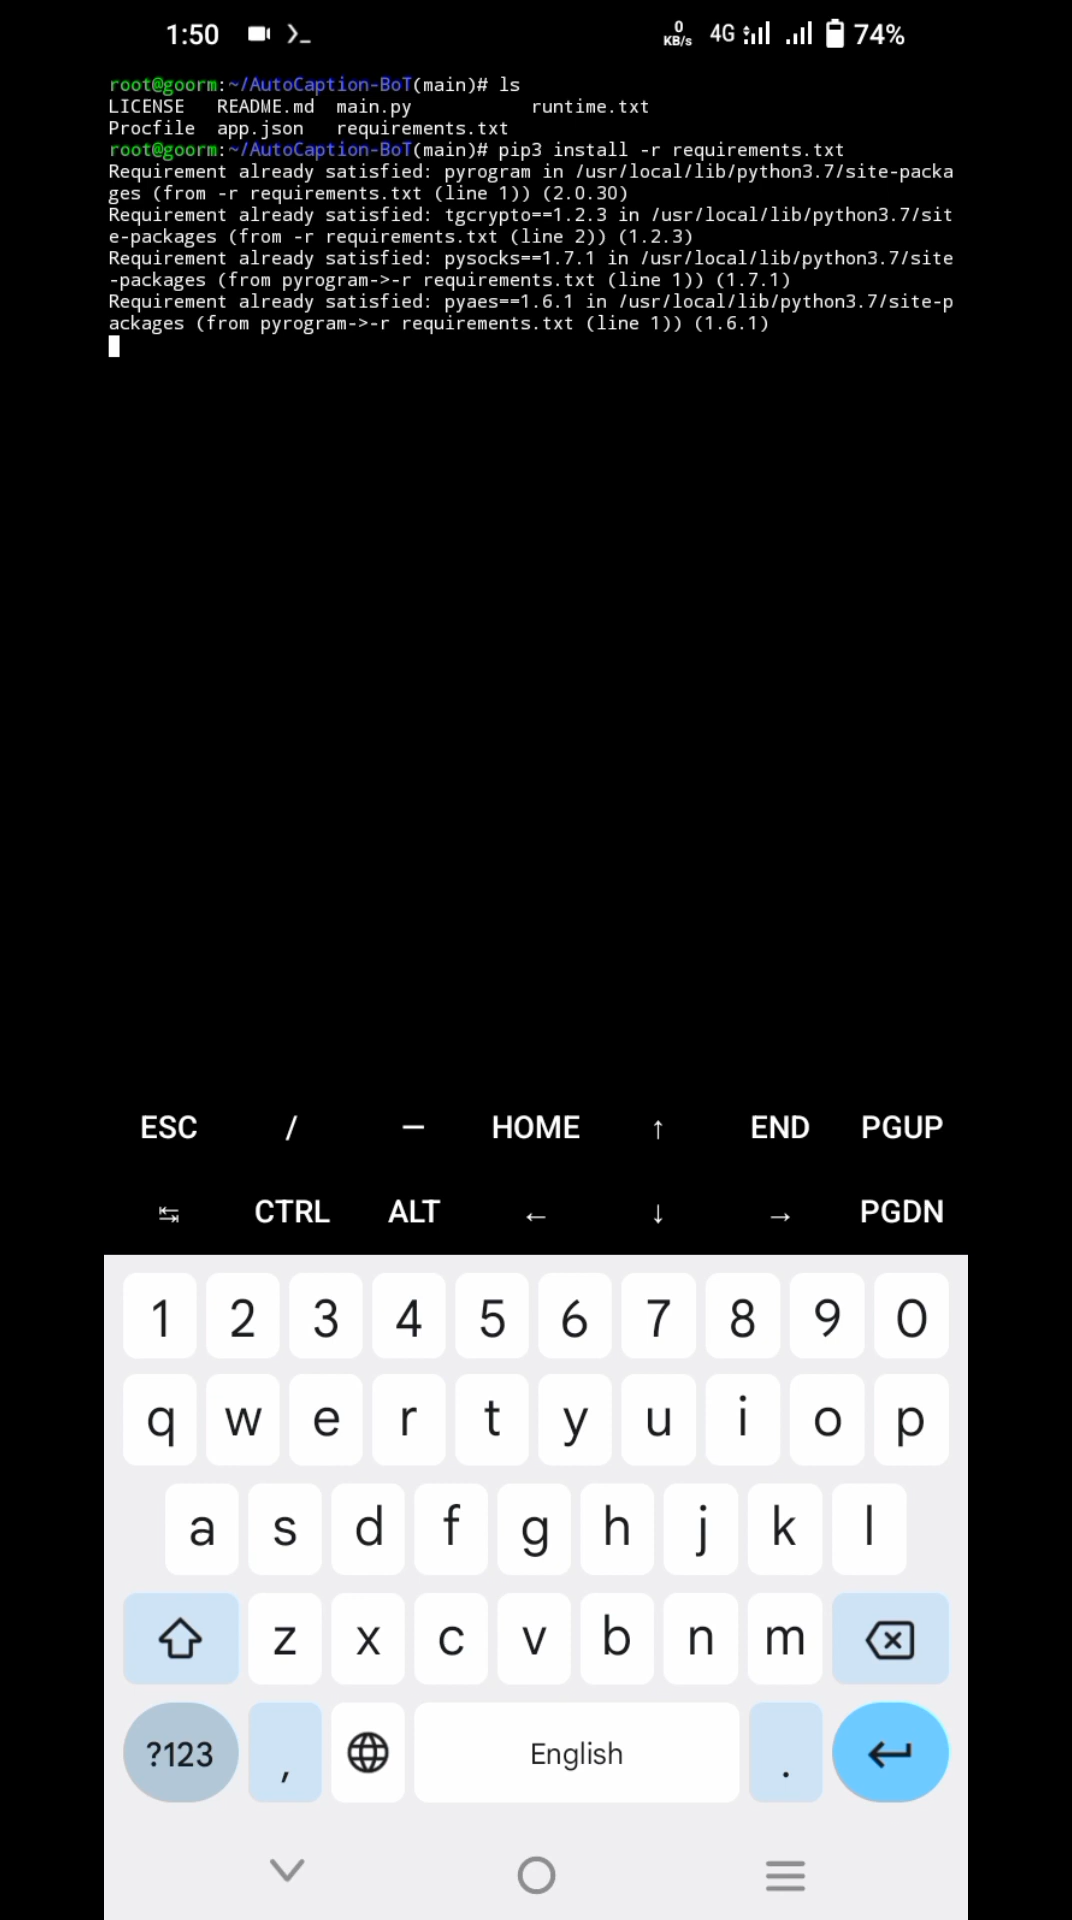 1:50
0 KB/s 4G 74%
root@goorm:~/AutoCaption-BoT(main)# ls
LICENSE   README.md  main.py           runtime.txt
Procfile  app.json   requirements.txt
root@goorm:~/AutoCaption-BoT(main)# pip3 install -r requirements.txt
Requirement already satisfied: pyrogram in /usr/local/lib/python3.7/site-packa
ges (from -r requirements.txt (line 1)) (2.0.30)
Requirement already satisfied: tgcrypto==1.2.3 in /usr/local/lib/python3.7/sit
e-packages (from -r requirements.txt (line 2)) (1.2.3)
Requirement already satisfied: pysocks==1.7.1 in /usr/local/lib/python3.7/site
-packages (from pyrogram->-r requirements.txt (line 1)) (1.7.1)
Requirement already satisfied: pyaes==1.6.1 in /usr/local/lib/python3.7/site-p
ackages (from pyrogram->-r requirements.txt (line 1)) (1.6.1)
ESC / — HOME ↑ END PGUP
↹ CTRL ALT ← ↓ → PGDN
1 2 3 4 5 6 7 8 9 0
q w e r t y u i o p
a s d f g h j k l
z x c v b n m
?123 , English .